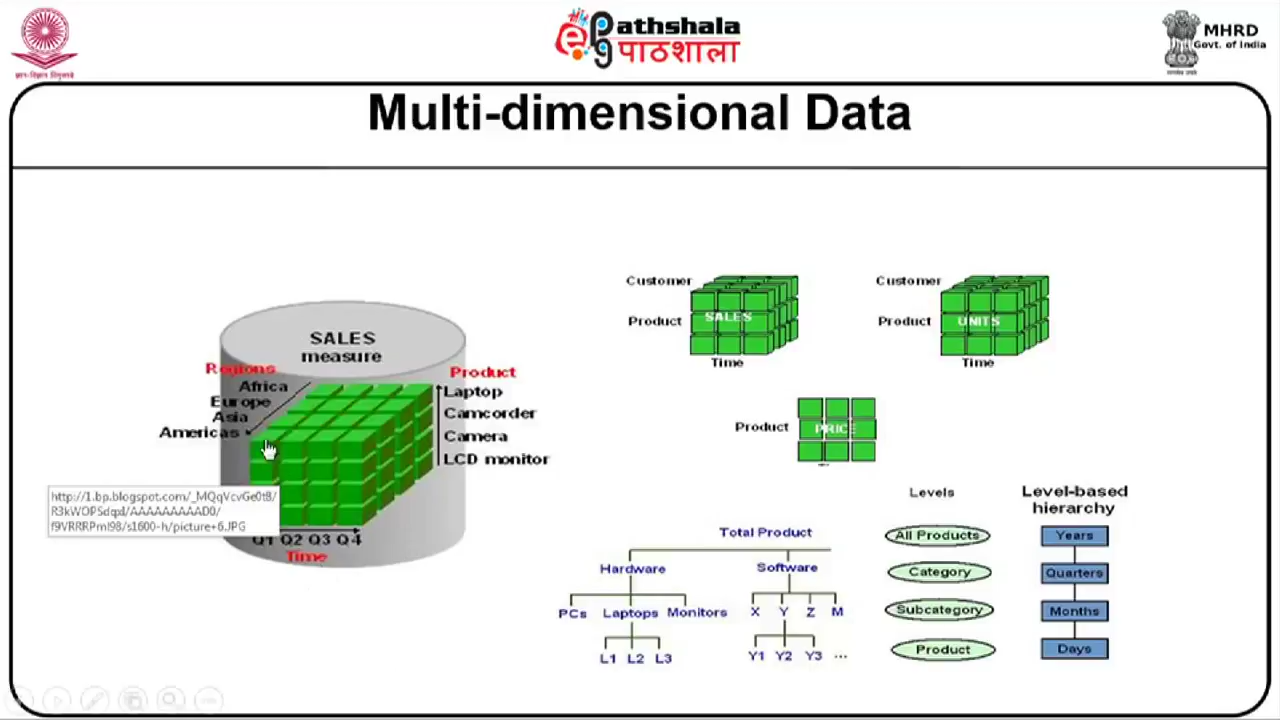 ePathshala
पाठशाला
MHRD
Govt. of India
Multi-dimensional Data
SALES
measure
Regions
Africa
Europe
Asia
Americas
Product
Laptop
Camcorder
Camera
LCD monitor
http://1.bp.blogspot.com/_MQqVcvGe0t8/
R3kWOPSdqpI/AAAAAAAAAD0/
f9VRRRPmI98/s1600-h/picture+6.JPG
Q1 Q2 Q3 Q4
Time
Customer
Product
SALES
Time
Customer
Product
UNITS
Time
Product
PRICE
Total Product
Hardware
Software
PCs Laptops Monitors
X Y Z M
L1 L2 L3
Y1 Y2 Y3 ...
Levels
All Products
Category
Subcategory
Product
Level-based
hierarchy
Years
Quarters
Months
Days